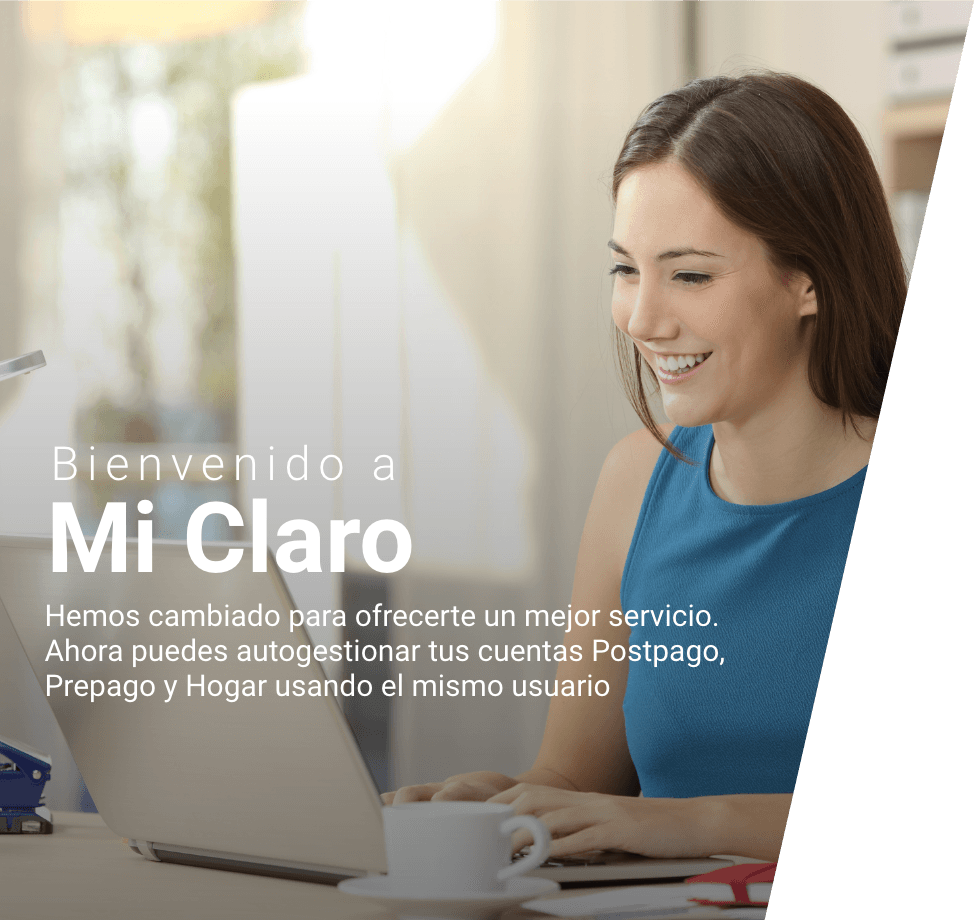 Bienvenido a
Mi Claro
Hemos cambiado para ofrecerte un mejor servicio.
Ahora puedes autogestionar tus cuentas Postpago,
Prepago y Hogar usando el mismo usuario